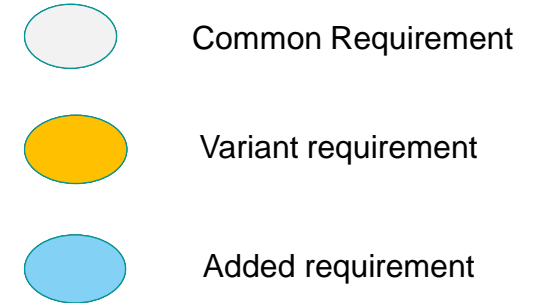 Common Requirement
Variant requirement
Added requirement